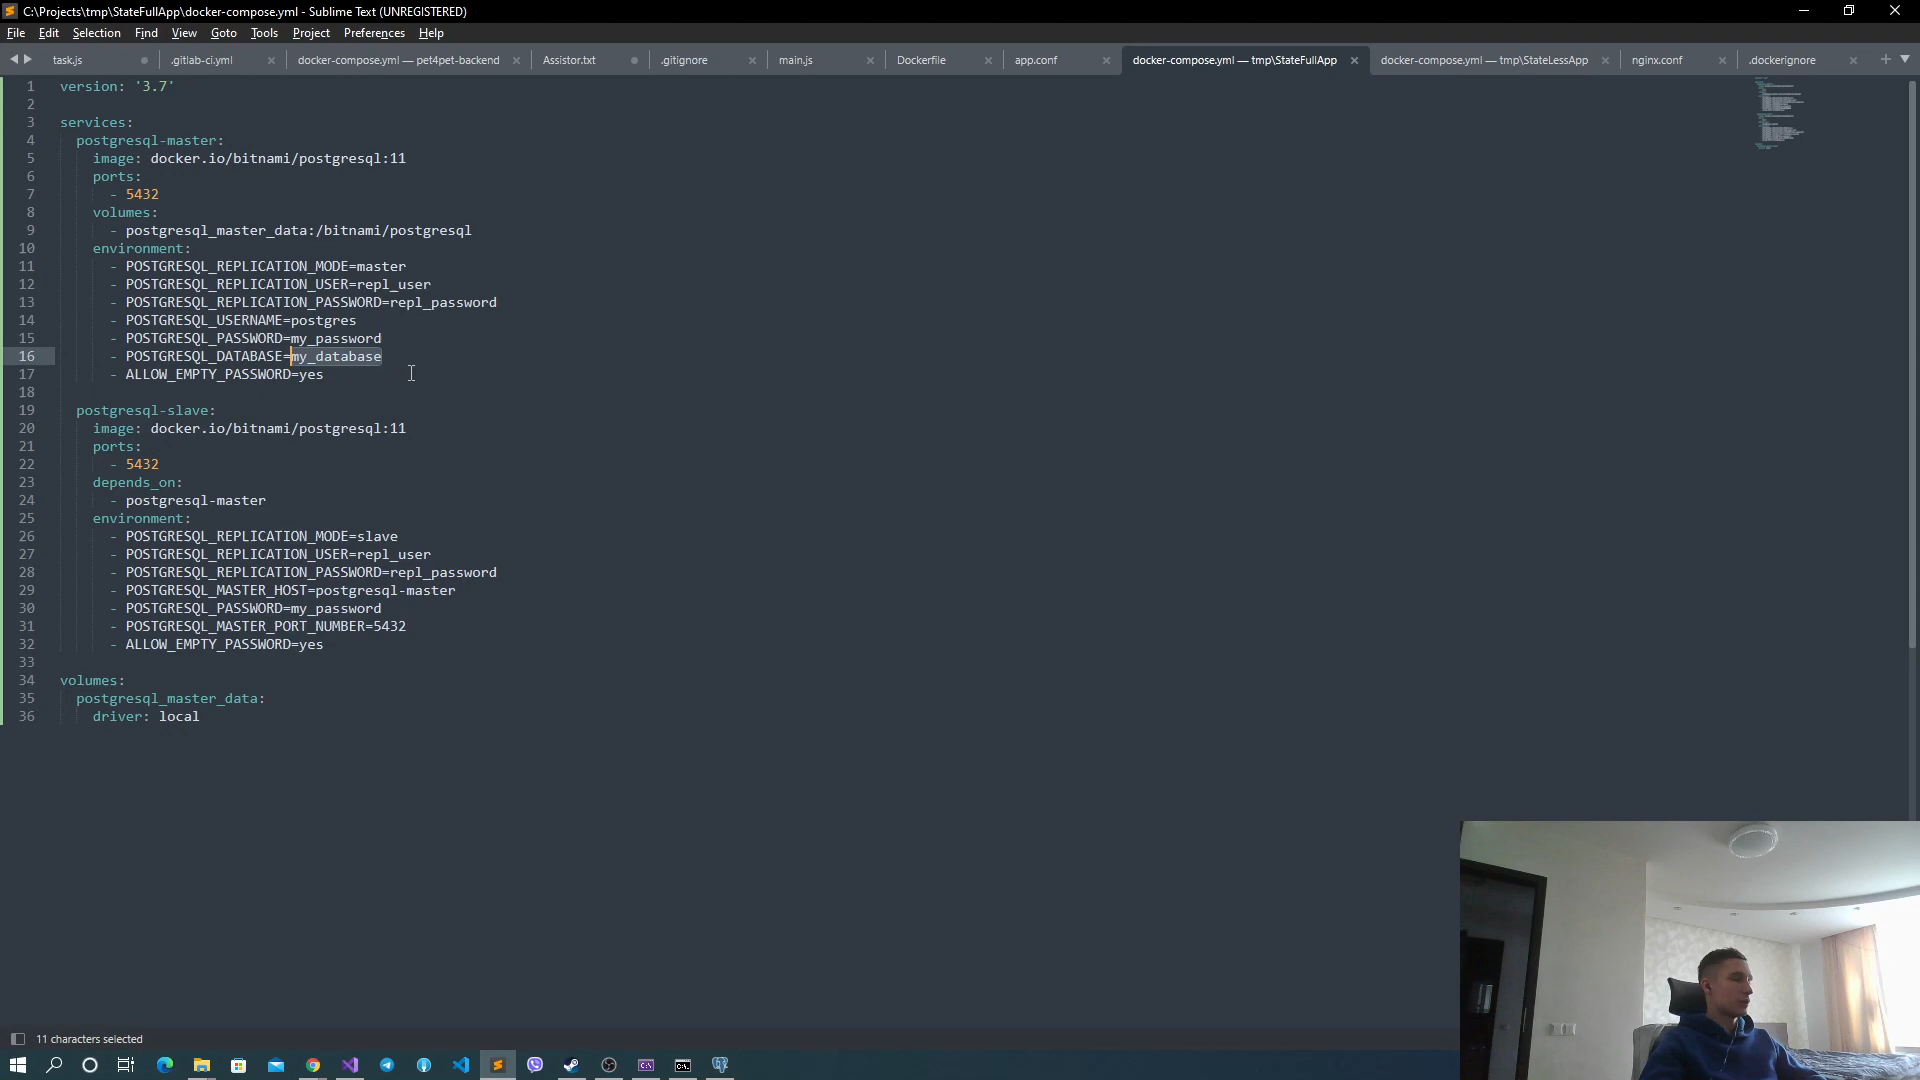 C:\Projects\tmp\StateFullApp\docker-compose.yml - Sublime Text (UNREGISTERED)
File Edit Selection Find View Goto Tools Project Preferences Help
task.js .gitlab-ci.yml docker-compose.yml — pet4pet-backend Assistor.txt .gitignore main.js Dockerfile app.conf docker-compose.yml — tmp\StateFullApp docker-compose.yml — tmp\StateLessApp nginx.conf .dockerignore
1 version: '3.7'
2
3 services:
4 postgresql-master:
5 image: docker.io/bitnami/postgresql:11
6 ports:
7 - 5432
8 volumes:
9 - postgresql_master_data:/bitnami/postgresql
10 environment:
11 - POSTGRESQL_REPLICATION_MODE=master
12 - POSTGRESQL_REPLICATION_USER=repl_user
13 - POSTGRESQL_REPLICATION_PASSWORD=repl_password
14 - POSTGRESQL_USERNAME=postgres
15 - POSTGRESQL_PASSWORD=my_password
16 - POSTGRESQL_DATABASE=my_database
17 - ALLOW_EMPTY_PASSWORD=yes
18
19 postgresql-slave:
20 image: docker.io/bitnami/postgresql:11
21 ports:
22 - 5432
23 depends_on:
24 - postgresql-master
25 environment:
26 - POSTGRESQL_REPLICATION_MODE=slave
27 - POSTGRESQL_REPLICATION_USER=repl_user
28 - POSTGRESQL_REPLICATION_PASSWORD=repl_password
29 - POSTGRESQL_MASTER_HOST=postgresql-master
30 - POSTGRESQL_PASSWORD=my_password
31 - POSTGRESQL_MASTER_PORT_NUMBER=5432
32 - ALLOW_EMPTY_PASSWORD=yes
33
34 volumes:
35 postgresql_master_data:
36 driver: local
11 characters selected